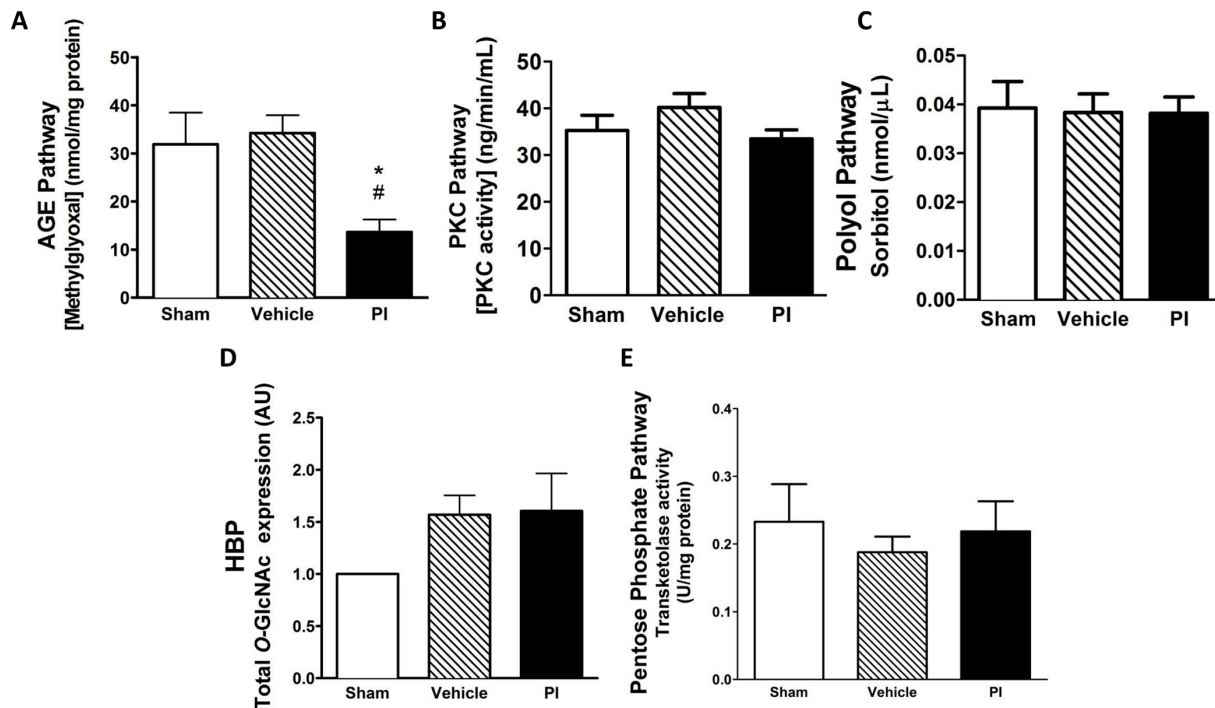 A
AGE Pathway
[Methylglyoxal] (nmol/mg protein)
50
40
30
20
10
0
*
#
Sham Vehicle PI
B
PKC Pathway
[PKC activity] (ng/min/mL)
50
40
30
20
10
0
Sham Vehicle PI
C
Polyol Pathway
Sorbitol (nmol/μL)
0.05
0.04
0.03
0.02
0.01
0.00
Sham Vehicle PI
D
HBP
Total O-GlcNAc expression (AU)
2.5
2.0
1.5
1.0
0.5
0.0
Sham Vehicle PI
E
Pentose Phosphate Pathway
Transketolase activity
(U/mg protein)
0.4
0.3
0.2
0.1
0.0
Sham Vehicle PI